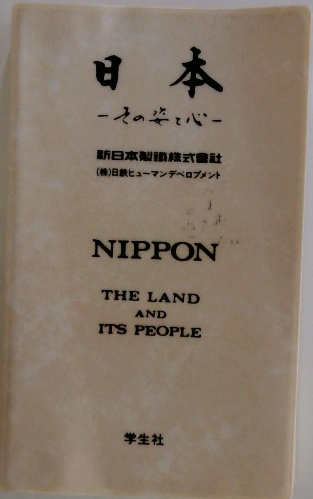 日本
-その姿と心-
新日本製鐵株式會社
(株)日鉄ヒューマンデベロプメント
NIPPON
THE LAND
AND
ITS PEOPLE
学生社